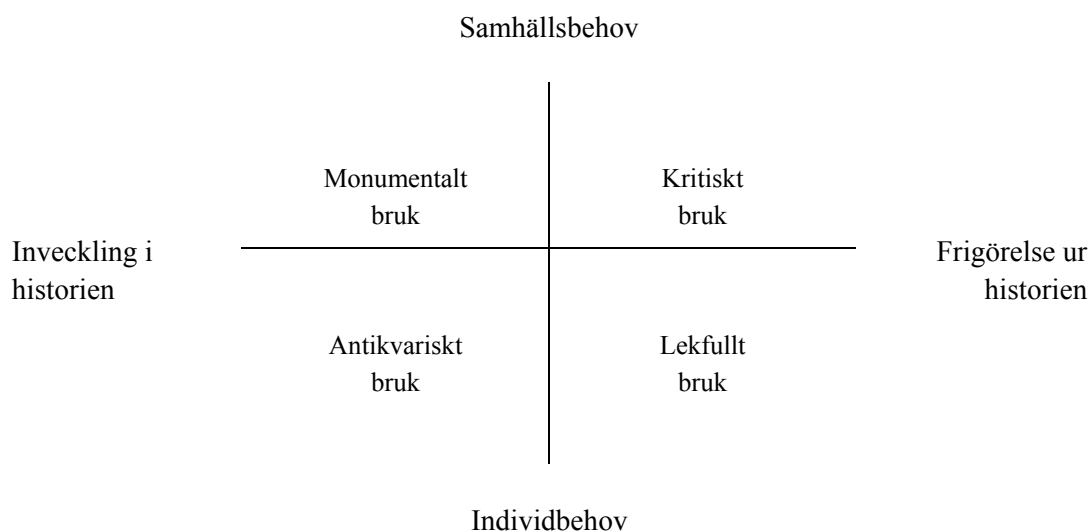 Samhällsbehov
Monumentalt
bruk
Kritiskt
bruk
Inveckling i
historien
Frigörelse ur
historien
Antikvariskt
bruk
Lekfullt
bruk
Individbehov